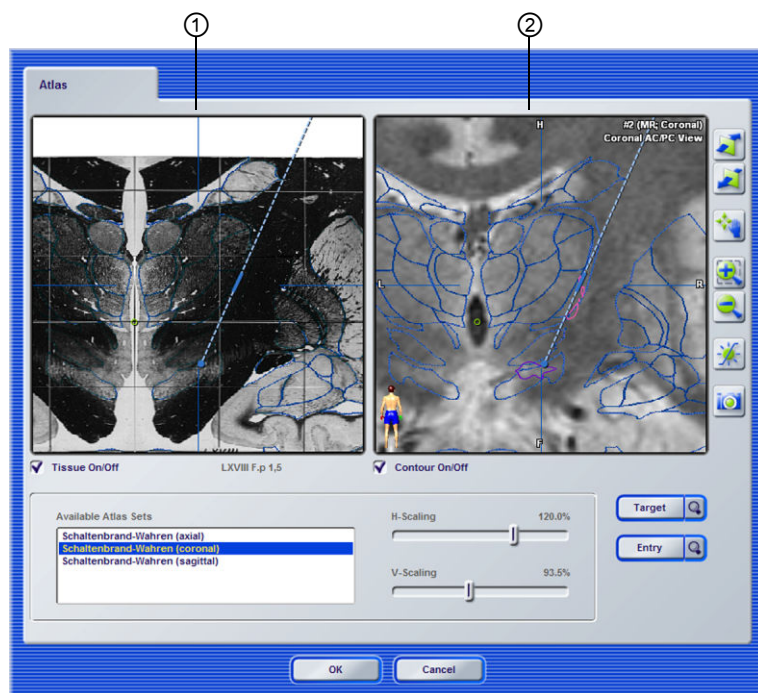 ① ②
Atlas
H #2 (MR, Coronal)
Coronal AC/PC View
L R
F
Tissue On/Off LXVIII F.p 1,5 Contour On/Off
Available Atlas Sets
Schaltenbrand-Wahren (axial)
Schaltenbrand-Wahren (coronal)
Schaltenbrand-Wahren (sagittal)
H-Scaling 120.0%
V-Scaling 93.5%
Target
Entry
OK Cancel